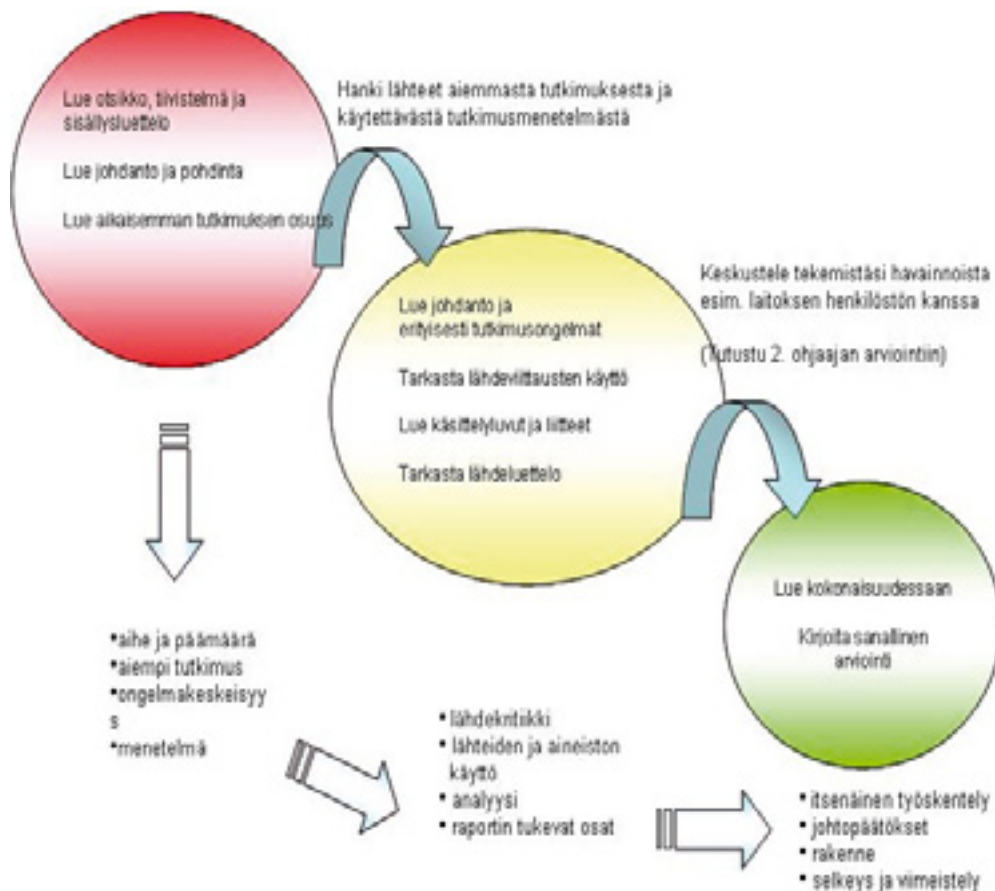 Lue otsikko, tiivistelmä ja
sisällysluettelo
Lue johdanto ja pohdinta
Lue aikaisemman tutkimuksen osuus
Hanki lähteet aiemmasta tutkimuksesta ja
käytettävästä tutkimusmenetelmästä
Lue johdanto ja
erityisesti tutkimusongelmat
Tarkasta lähdeviittausten käyttö
Lue käsittelyluvut ja liitteet
Tarkasta lähdeluettelo
Keskustele tekemistäsi havainnoista
esim. laitoksen henkilöstön kanssa
(Tutustu 2. ohjaajan arviointiin)
Lue kokonaisuudessaan
Kirjoita sanallinen
arviointi
•aihe ja päämäärä
•aiempi tutkimus
•ongelmakeskeisyy
s
•menetelmä
• lähdekritiikki
• lähteiden ja aineiston
käyttö
• analyysi
• raportin tukevat osat
• itsenäinen työskentely
• johtopäätökset
• rakenne
• selkeys ja viimeistely